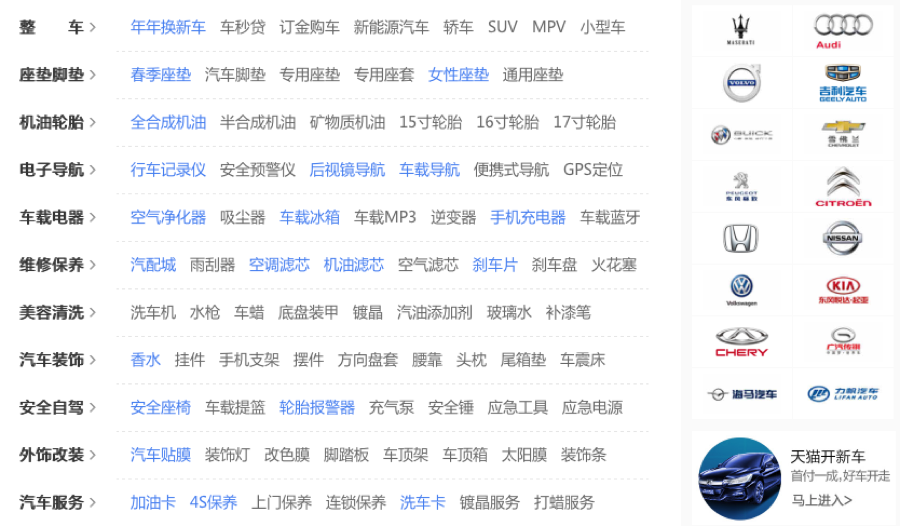 整 车 > 年年换新车 车秒贷 订金购车 新能源汽车 轿车 SUV MPV 小型车
座垫脚垫 > 春季座垫 汽车脚垫 专用座垫 专用座套 女性座垫 通用座垫
机油轮胎 > 全合成机油 半合成机油 矿物质机油 15寸轮胎 16寸轮胎 17寸轮胎
电子导航 > 行车记录仪 安全预警仪 后视镜导航 车载导航 便携式导航 GPS定位
车载电器 > 空气净化器 吸尘器 车载冰箱 车载MP3 逆变器 手机充电器 车载蓝牙
维修保养 > 汽配城 雨刮器 空调滤芯 机油滤芯 空气滤芯 刹车片 刹车盘 火花塞
美容清洗 > 洗车机 水枪 车蜡 底盘装甲 镀晶 汽油添加剂 玻璃水 补漆笔
汽车装饰 > 香水 挂件 手机支架 摆件 方向盘套 腰靠 头枕 尾箱垫 车震床
安全自驾 > 安全座椅 车载提篮 轮胎报警器 充气泵 安全锤 应急工具 应急电源
外饰改装 > 汽车贴膜 装饰灯 改色膜 脚踏板 车顶架 车顶箱 太阳膜 装饰条
汽车服务 > 加油卡 4S保养 上门保养 连锁保养 洗车卡 镀晶服务 打蜡服务
MASERATI
Audi
VOLVO
吉利汽车
GEELY AUTO
BUICK
雪佛兰
CHEVROLET
PEUGEOT
东风标致
CITROËN
NISSAN
Volkswagen
KIA
东风悦达·起亚
CHERY
广汽传祺
海马汽车
力帆汽车
LIFAN AUTO
天猫开新车
首付一成,好车开走
马上进入>